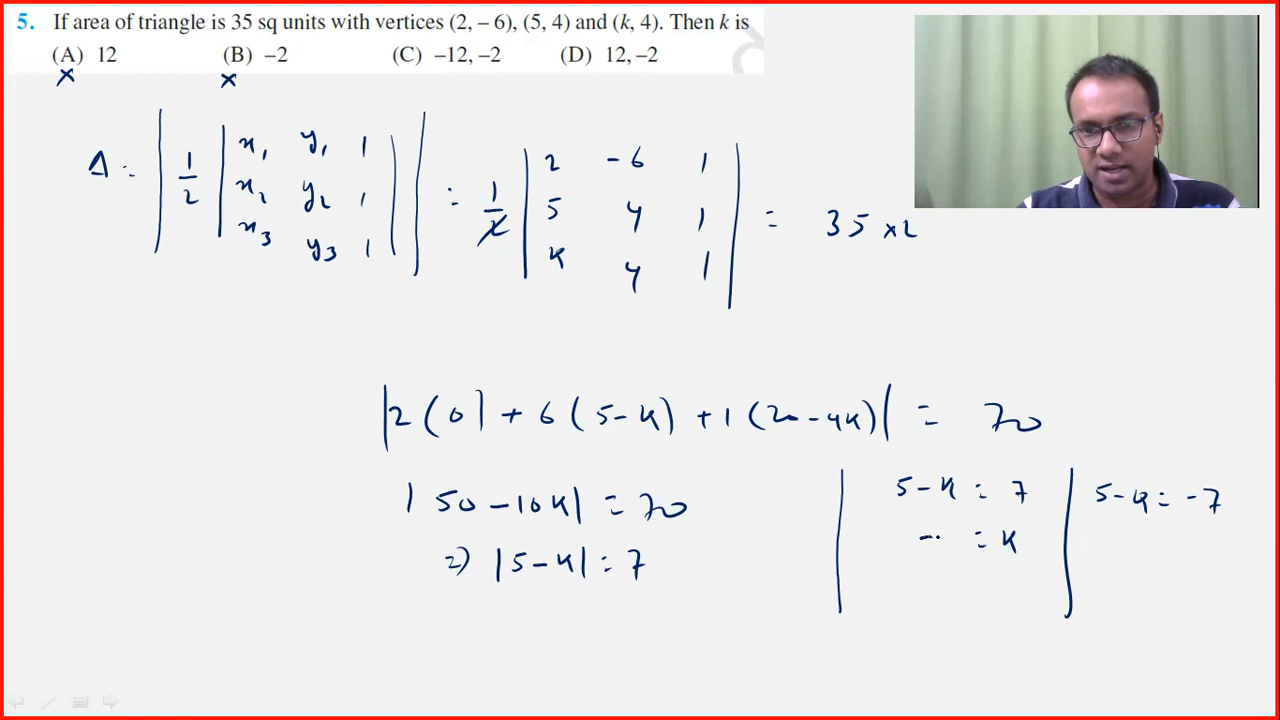 5. If area of triangle is 35 sq units with vertices (2, – 6), (5, 4) and (k, 4). Then k is
(A) 12 (B) –2 (C) –12, –2 (D) 12, –2
× ×
Δ = | 1/2 | x₁ y₁ 1 | | = 1/2 | 2 -6 1 | = 35 × 2
| x₂ y₂ 1 | | 5 4 1 |
| x₃ y₃ 1 | | K 4 1 |
|2(0) + 6(5-K) + 1(20-4K)| = 70
| 50 - 10K| = 70
⇒ |5-K| = 7
5-K = 7 | 5-K = -7
- = K